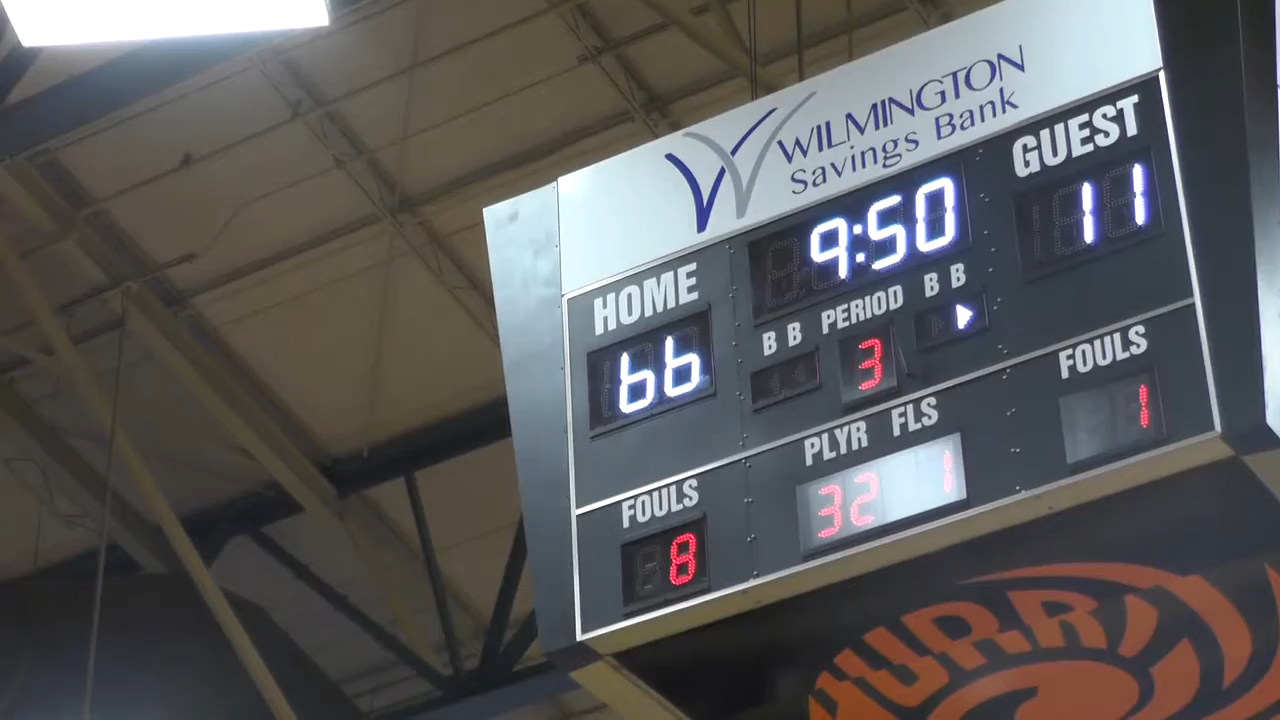 WILMINGTON
Savings Bank
HOME
66
9:50
GUEST
11
B B
PERIOD
3
B B
PLYR FLS
32 1
FOULS
8
FOULS
1